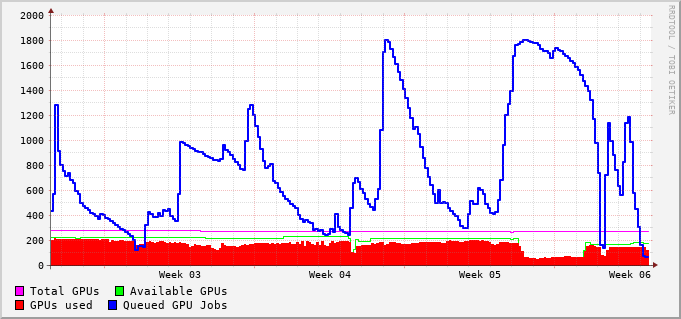 2000
1800
1600
1400
1200
1000
800
600
400
200
0
Week 03 Week 04 Week 05 Week 06
Total GPUs Available GPUs
GPUs used Queued GPU Jobs
RRDTOOL / TOBI OETIKER